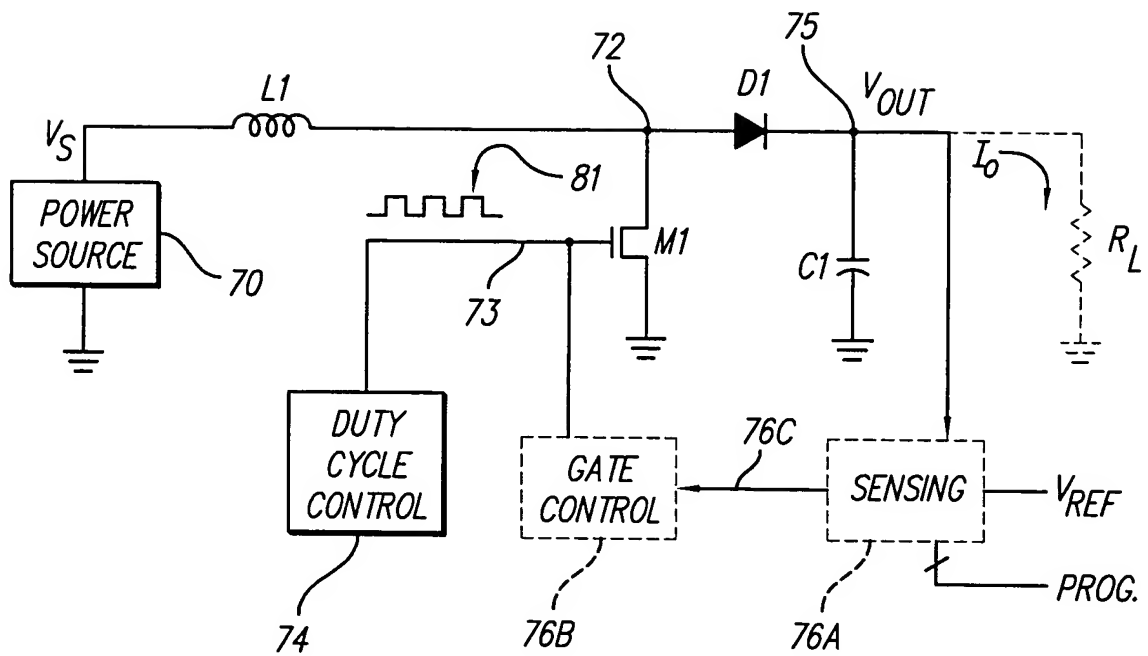 72
75
L1
D1
V_OUT
V_S
I_o
81
POWER
SOURCE
M1
R_L
C1
70
73
76C
DUTY
CYCLE
CONTROL
GATE
CONTROL
SENSING
V_REF
PROG.
74
76B
76A